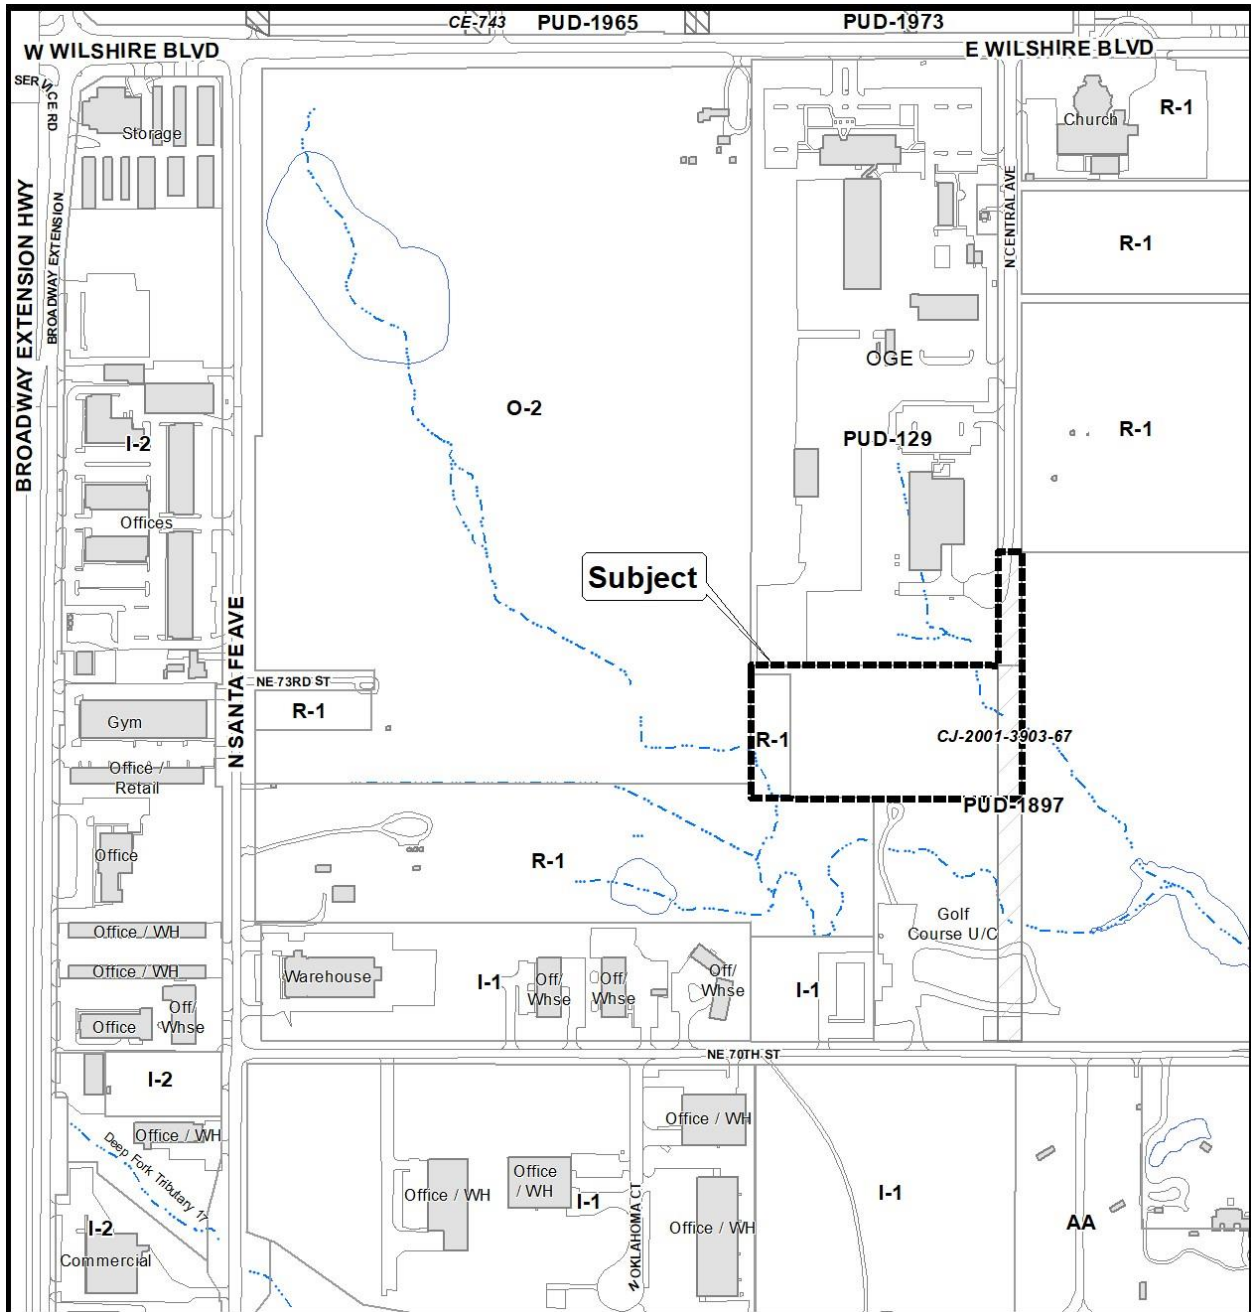 CE-743
PUD-1965
PUD-1973
W WILSHIRE BLVD
E WILSHIRE BLVD
SERVICE RD
Storage
Church
R-1
BROADWAY EXTENSION HWY
BROADWAY EXTENSION
N CENTRAL AVE
R-1
OGE
O-2
R-1
PUD-129
I-2
Offices
Subject
N SANTA FE AVE
NE 73RD ST
R-1
Gym
R-1
CJ-2001-3903-67
Office /
Retail
PUD-1897
Office
R-1
Golf
Course U/C
Office / WH
Office / WH
Warehouse
I-1
Off/
Whse
Off/
Whse
Off/
Whse
I-1
Office
Off/
Whse
NE 70TH ST
I-2
Office / WH
Office / WH
Deep Fork Tributary 17
Office / WH
Office
/ WH
I-1
N OKLAHOMA CT
Office / WH
I-1
AA
I-2
Commercial